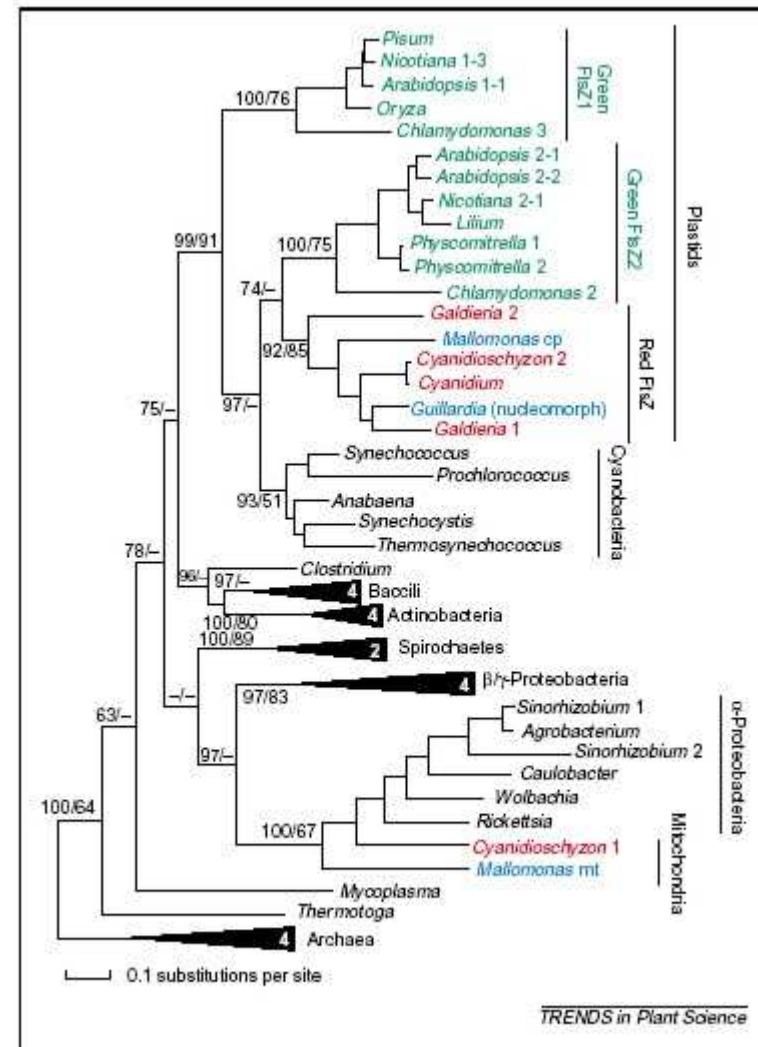 Pisum
Nicotiana 1-3
Arabidopsis 1-1
100/76
Oryza
Chlamydomonas 3
Green
FtsZ1
Arabidopsis 2-1
Arabidopsis 2-2
Nicotiana 2-1
Lilium
99/91
100/75
Physcomitrella 1
Physcomitrella 2
74/–
Chlamydomonas 2
Green FtsZ2
Plastids
Galdieria 2
Mallomonas cp
92/85
Cyanidioschyzon 2
Cyanidium
97/–
Guillardia (nucleomorph)
75/–
Galdieria 1
Red FtsZ
Synechococcus
Prochlorococcus
93/51
Anabaena
Synechocystis
Thermosynechococcus
Cyanobacteria
78/–
96/–
Clostridium
97/–
4 Baccili
4 Actinobacteria
100/80
100/89
2 Spirochaetes
–/–
4 β/γ-Proteobacteria
97/83
Sinorhizobium 1
Agrobacterium
63/–
Sinorhizobium 2
97/–
Caulobacter
Wolbachia
α-Proteobacteria
100/64
Rickettsia
100/67
Cyanidioschyzon 1
Mallomonas mt
Mitochondria
Mycoplasma
Thermotoga
4 Archaea
0.1 substitutions per site
TRENDS in Plant Science